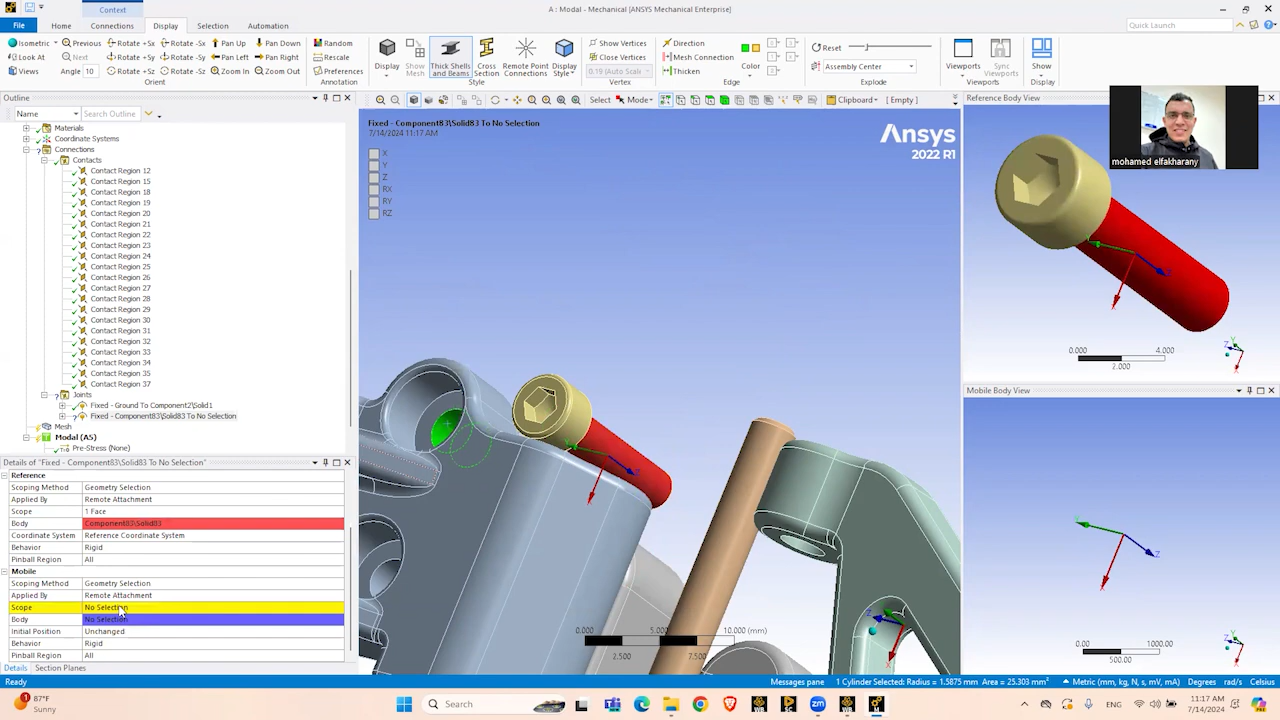 Context
A : Modal - Mechanical [ANSYS Mechanical Enterprise]
File Home Connections Display Selection Automation
Quick Launch
Isometric Previous Rotate +Sx Rotate -Sx Pan Up Pan Down Random
Look At Next Rotate +Sy Rotate -Sy Pan Left Pan Right Rescale
Views Angle 10 Rotate +Sz Rotate -Sz Zoom In Zoom Out Preferences
Orient
Annotation
Display
Show Mesh
Thick Shells and Beams
Cross Section
Remote Point Connections
Display Style
Style
Show Vertices
Close Vertices
0.19 (Auto Scale)
Vertex
Direction
Mesh Connection
Thicken
Color
Edge
Reset
Assembly Center
Explode
Viewports
Sync Viewports
Viewports
Show
Display
Outline
Name Search Outline
Select Mode Clipboard [ Empty ]
Materials
Coordinate Systems
Connections
Contacts
Contact Region 12
Contact Region 15
Contact Region 18
Contact Region 19
Contact Region 20
Contact Region 21
Contact Region 22
Contact Region 23
Contact Region 24
Contact Region 25
Contact Region 26
Contact Region 27
Contact Region 28
Contact Region 29
Contact Region 30
Contact Region 31
Contact Region 32
Contact Region 33
Contact Region 34
Contact Region 35
Contact Region 37
Joints
Fixed - Ground To Component2\Solid1
Fixed - Component83\Solid83 To No Selection
Mesh
Modal (A5)
Pre-Stress (None)
Details of "Fixed - Component83\Solid83 To No Selection"
Reference
Scoping Method Geometry Selection
Applied By Remote Attachment
Scope 1 Face
Body Component83\Solid83
Coordinate System Reference Coordinate System
Behavior Rigid
Pinball Region All
Mobile
Scoping Method Geometry Selection
Applied By Remote Attachment
Scope No Selection
Body No Selection
Initial Position Unchanged
Behavior Rigid
Pinball Region All
Details Section Planes
Fixed - Component83\Solid83 To No Selection
7/14/2024 11:17 AM
X
Y
Z
RX
RY
RZ
Ansys
2022 R1
0.000 5.000 10.000 (mm)
2.500 7.500
Reference Body View
mohamed elfakharany
Z
X
0.000 4.000
2.000
Z
X
Mobile Body View
Z
X
0.00 1000.00
500.00
Z
X
Ready
Messages pane
1 Cylinder Selected: Radius = 1.5875 mm Area = 25.303 mm²
Metric (mm, kg, N, s, mV, mA) Degrees rad/s Celsius
87°F
Sunny
Search
ENG
11:17 AM
7/14/2024